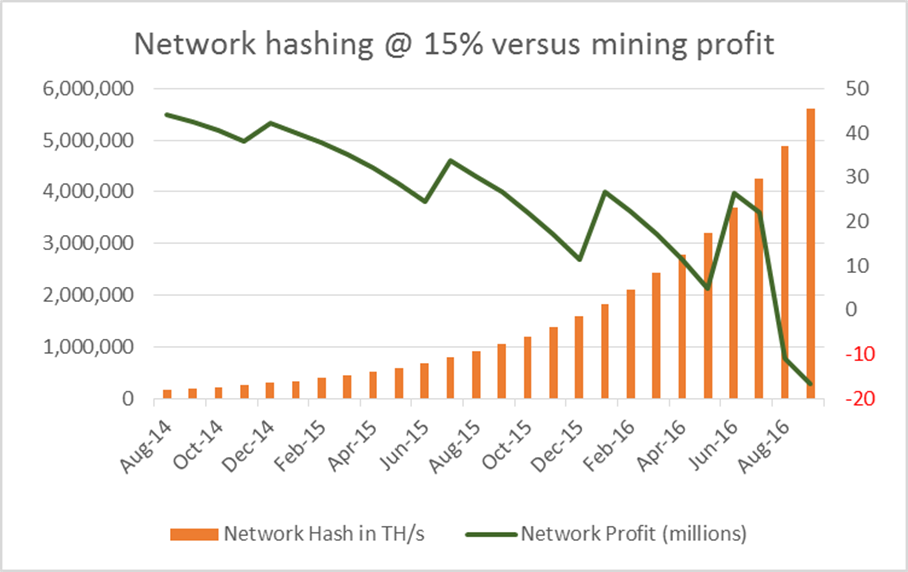 Network hashing @ 15% versus mining profit
6,000,000
5,000,000
4,000,000
3,000,000
2,000,000
1,000,000
0
50
40
30
20
10
0
-10
-20
Aug-14
Oct-14
Dec-14
Feb-15
Apr-15
Jun-15
Aug-15
Oct-15
Dec-15
Feb-16
Apr-16
Jun-16
Aug-16
Network Hash in TH/s
Network Profit (millions)